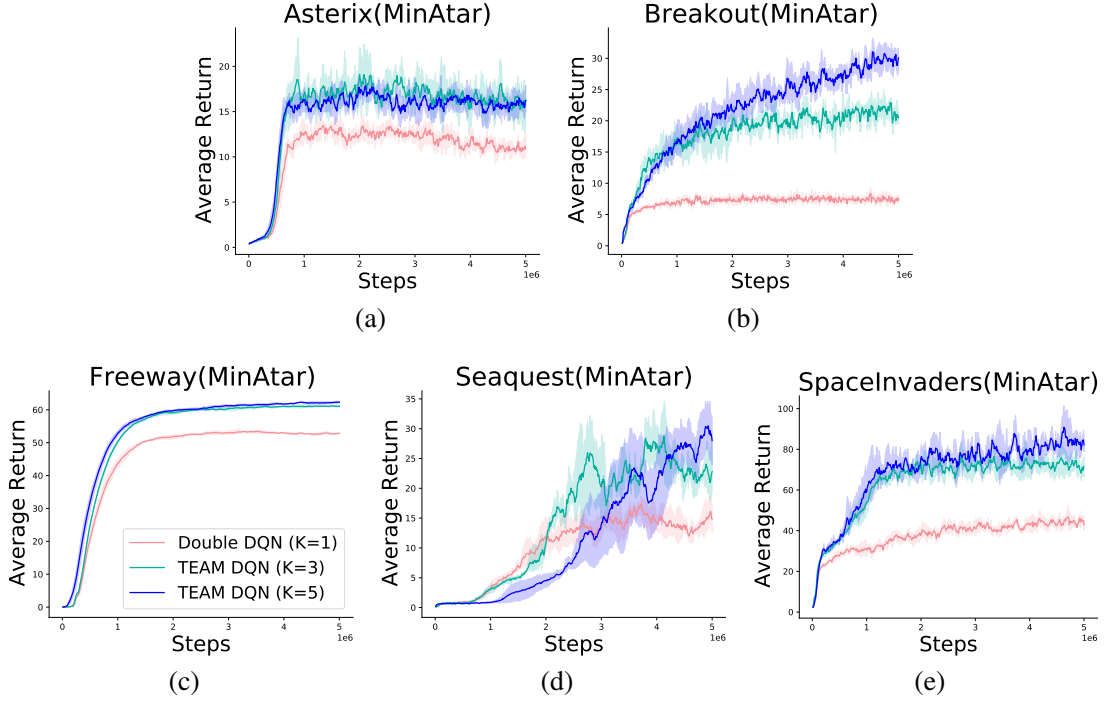 Asterix(MinAtar)
Average Return
20
15
10
5
0
0 1 2 3 4 5
1e6
Steps
(a)
Breakout(MinAtar)
Average Return
30
25
20
15
10
5
0
0 1 2 3 4 5
1e6
Steps
(b)
Freeway(MinAtar)
Average Return
60
50
40
30
20
10
0
Double DQN (K=1)
TEAM DQN (K=3)
TEAM DQN (K=5)
0 1 2 3 4 5
1e6
Steps
(c)
Seaquest(MinAtar)
Average Return
35
30
25
20
15
10
5
0
0 1 2 3 4 5
1e6
Steps
(d)
SpaceInvaders(MinAtar)
Average Return
100
80
60
40
20
0
0 1 2 3 4 5
1e6
Steps
(e)